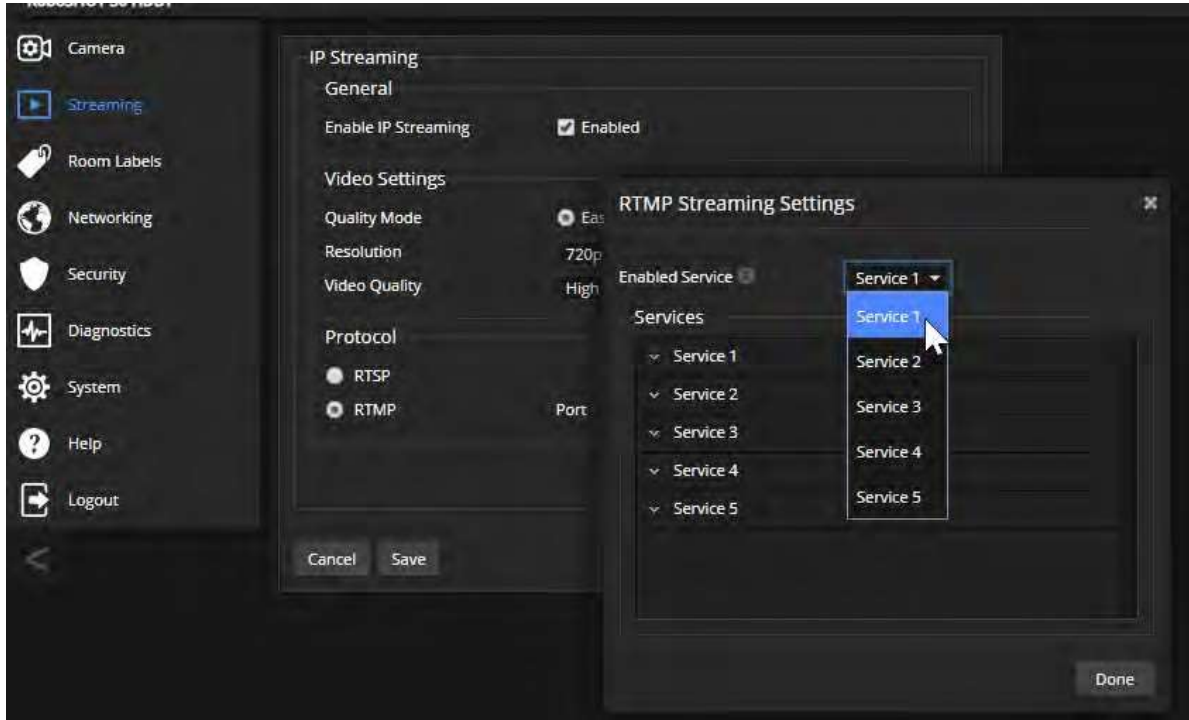 Camera
Streaming
Room Labels
Networking
Security
Diagnostics
System
Help
Logout
IP Streaming
General
Enable IP Streaming Enabled
Video Settings
Quality Mode Eas
Resolution 720p
Video Quality High
Protocol
RTSP
RTMP Port
Cancel Save
RTMP Streaming Settings
Enabled Service Service 1
Services
Service 1
Service 2
Service 3
Service 4
Service 5
Service 1
Service 2
Service 3
Service 4
Service 5
Done